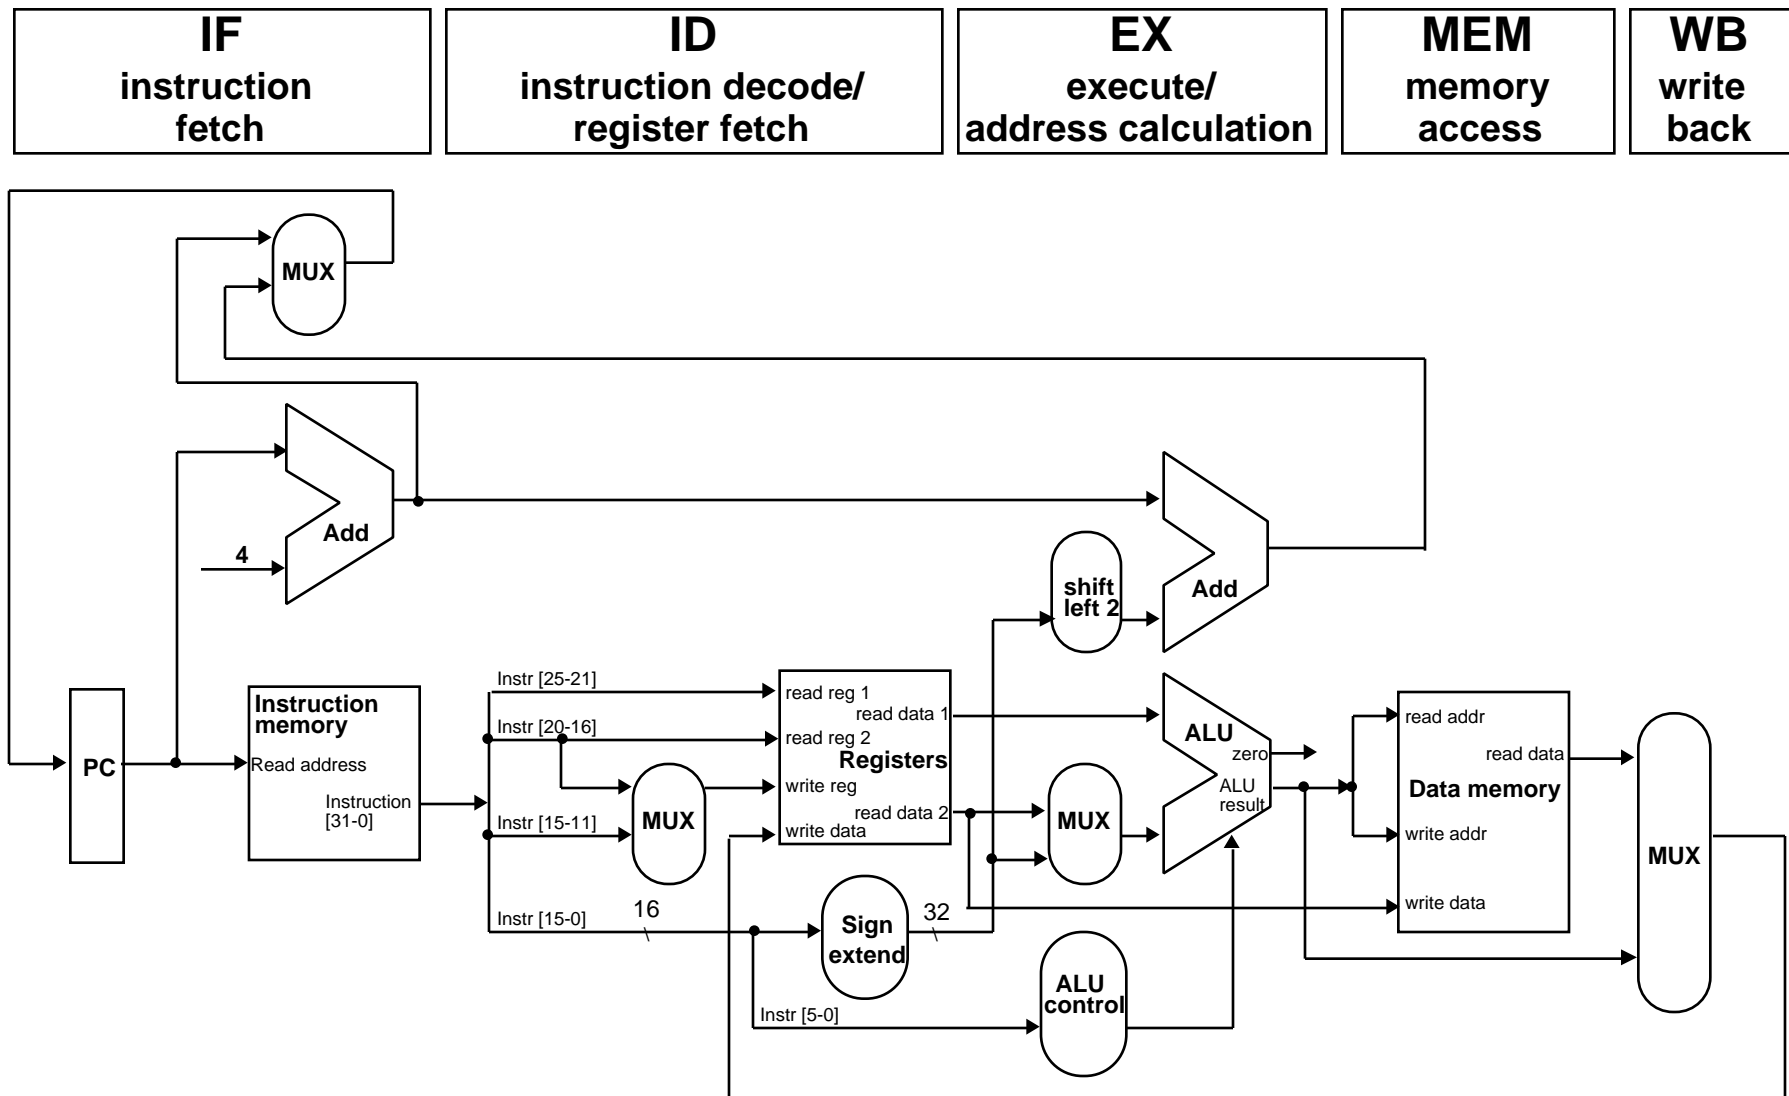 IF
instruction
fetch
ID
instruction decode/
register fetch
EX
execute/
address calculation
MEM
memory
access
WB
write
back
MUX
Add
4
shift
left 2
Add
PC
Instruction
memory
Read address
Instruction
[31-0]
Instr [25-21]
Instr [20-16]
Instr [15-11]
Instr [15-0]
16
MUX
read reg 1
read data 1
read reg 2
Registers
write reg
read data 2
write data
Sign
extend
32
Instr [5-0]
MUX
ALU
zero
ALU
result
ALU
control
read addr
read data
Data memory
write addr
write data
MUX